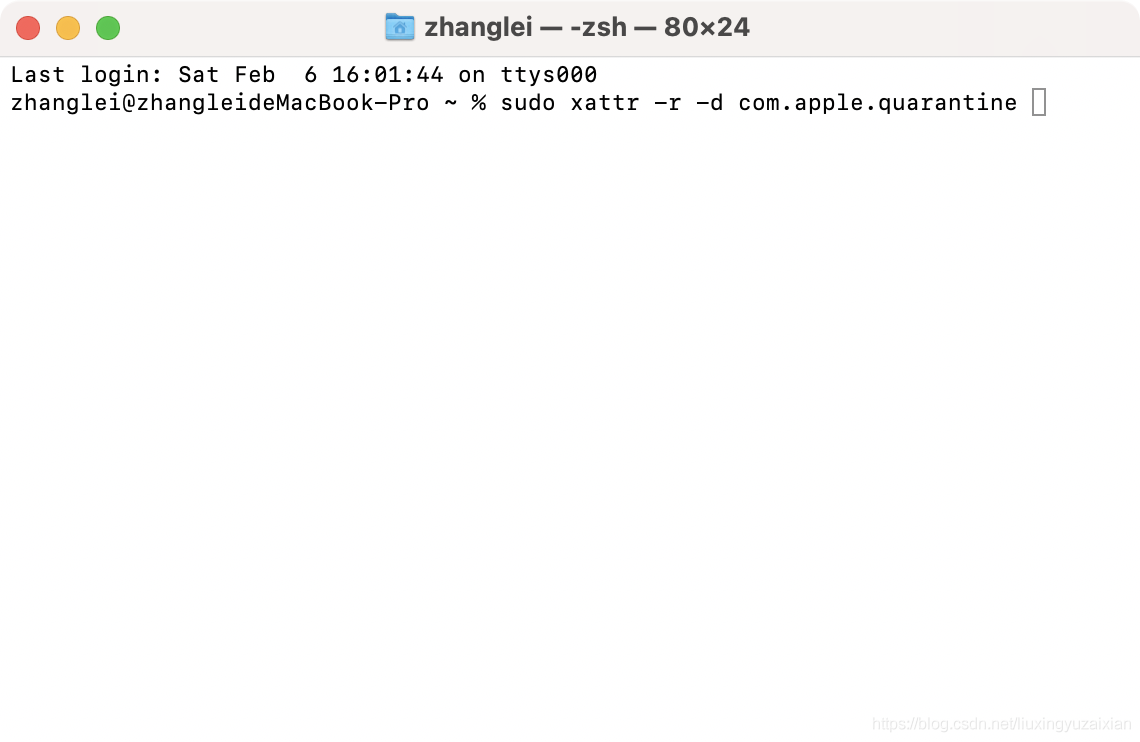 zhanglei — -zsh — 80×24
Last login: Sat Feb  6 16:01:44 on ttys000
zhanglei@zhangleideMacBook-Pro ~ % sudo xattr -r -d com.apple.quarantine
https://blog.csdn.net/liuxingyuzaixian